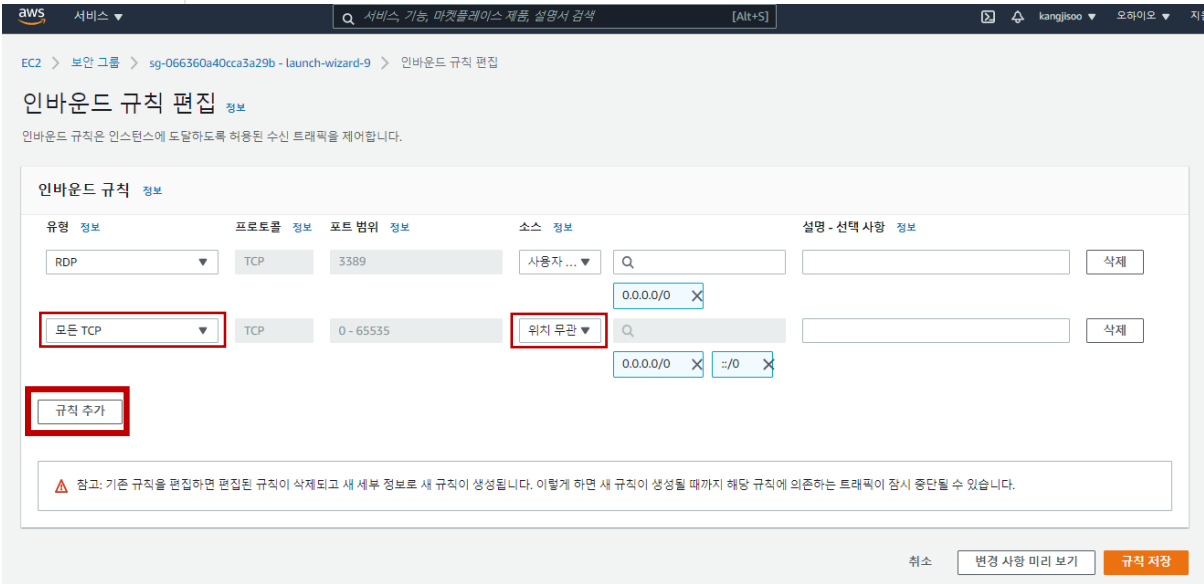 aws 서비스 ▼ 서비스, 기능, 마켓플레이스 제품, 설명서 검색 [Alt+S] kangjisoo ▼ 오하이오 ▼
EC2 > 보안 그룹 > sg-066360a40cca3a29b - launch-wizard-9 > 인바운드 규칙 편집
인바운드 규칙 편집 정보
인바운드 규칙은 인스턴스에 도달하도록 허용된 수신 트래픽을 제어합니다.
인바운드 규칙 정보
유형 정보 프로토콜 정보 포트 범위 정보 소스 정보 설명 - 선택 사항 정보
RDP ▼ TCP 3389 사용자 ... ▼ 삭제
0.0.0.0/0 ✕
모든 TCP ▼ TCP 0 - 65535 위치 무관 ▼ 삭제
0.0.0.0/0 ✕ ::/0 ✕
규칙 추가
참고: 기존 규칙을 편집하면 편집된 규칙이 삭제되고 새 세부 정보로 새 규칙이 생성됩니다. 이렇게 하면 새 규칙이 생성될 때까지 해당 규칙에 의존하는 트래픽이 잠시 중단될 수 있습니다.
취소 변경 사항 미리 보기 규칙 저장